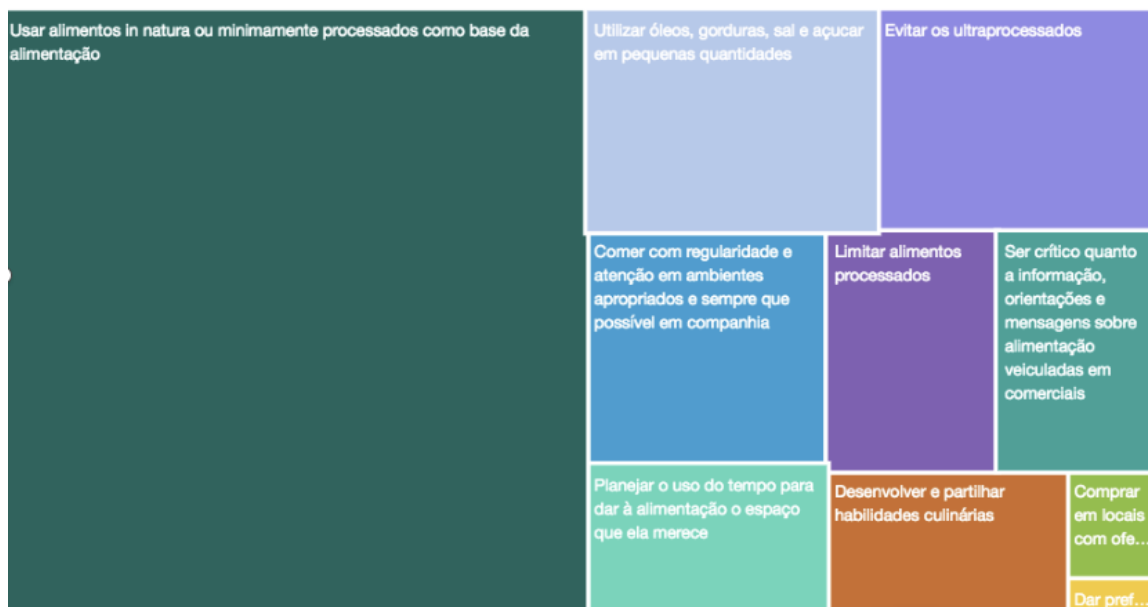 Usar alimentos in natura ou minimamente processados como base da
alimentação
Utilizar óleos, gorduras, sal e açucar
em pequenas quantidades
Evitar os ultraprocessados
Comer com regularidade e
atenção em ambientes
apropriados e sempre que
possível em companhia
Limitar alimentos
processados
Ser crítico quanto
a informação,
orientações e
mensagens sobre
alimentação
veiculadas em
comerciais
Planejar o uso do tempo para
dar à alimentação o espaço
que ela merece
Desenvolver e partilhar
habilidades culinárias
Comprar
em locais
com ofe...
Dar pref...